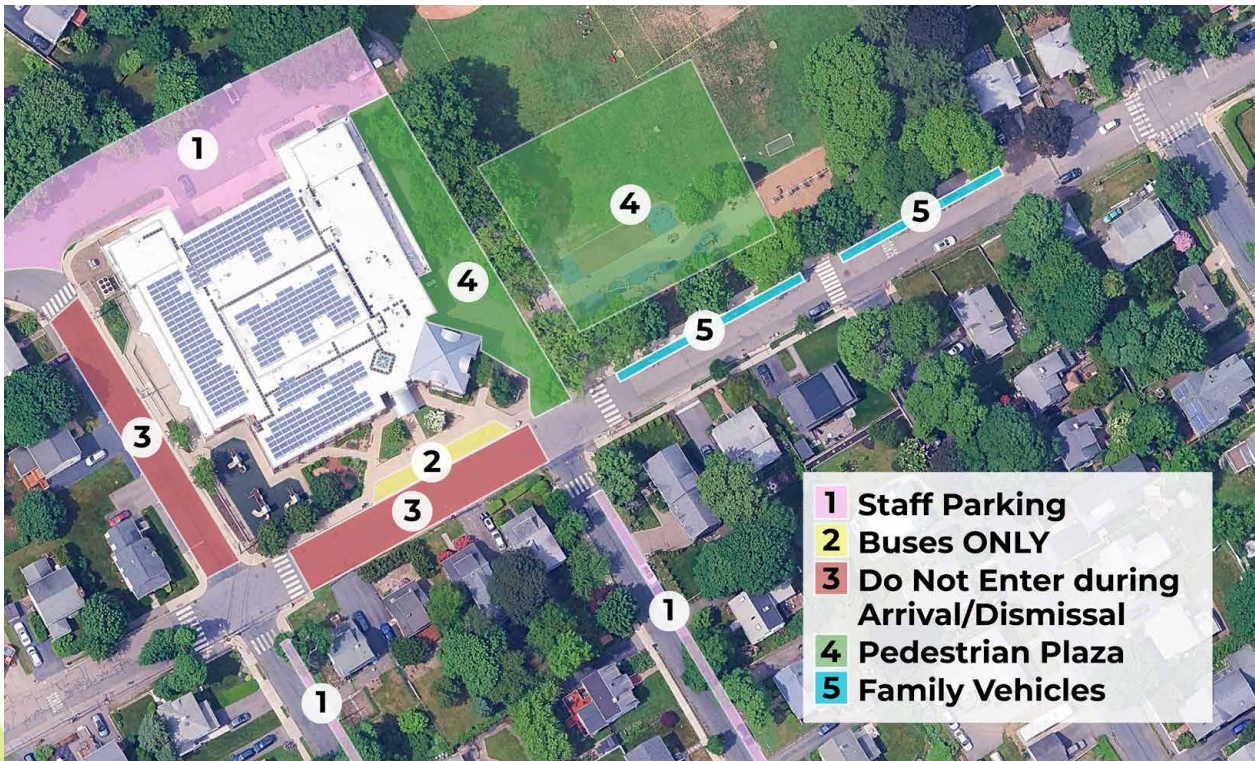 1
4
5
4
5
3
2
3
1
1
1 Staff Parking
2 Buses ONLY
3 Do Not Enter during
Arrival/Dismissal
4 Pedestrian Plaza
5 Family Vehicles